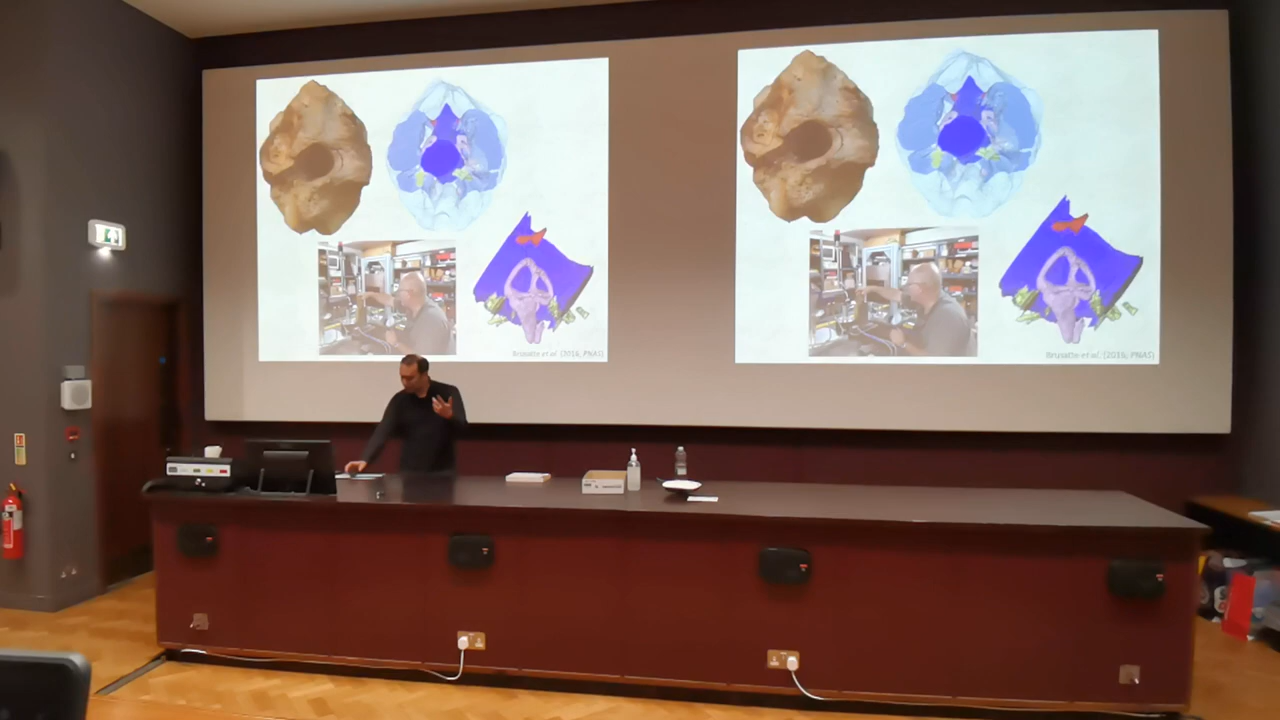 Brusatte et al. (2016, PNAS)
Brusatte et al. (2016, PNAS)